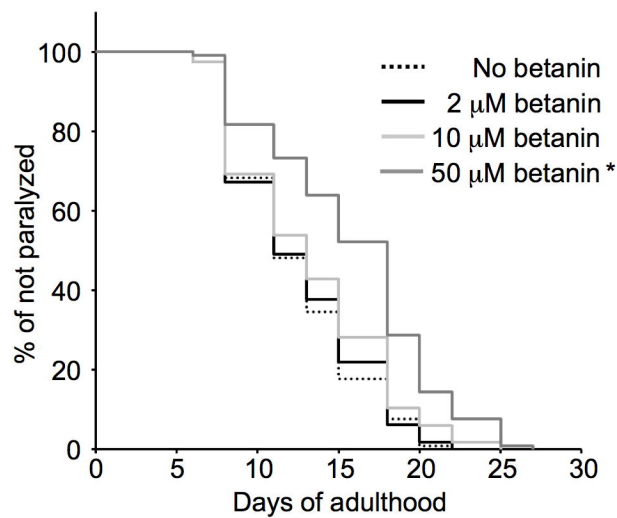 100
80
60
40
20
0
% of not paralyzed
No betanin
2 μM betanin
10 μM betanin
50 μM betanin *
0 5 10 15 20 25 30
Days of adulthood